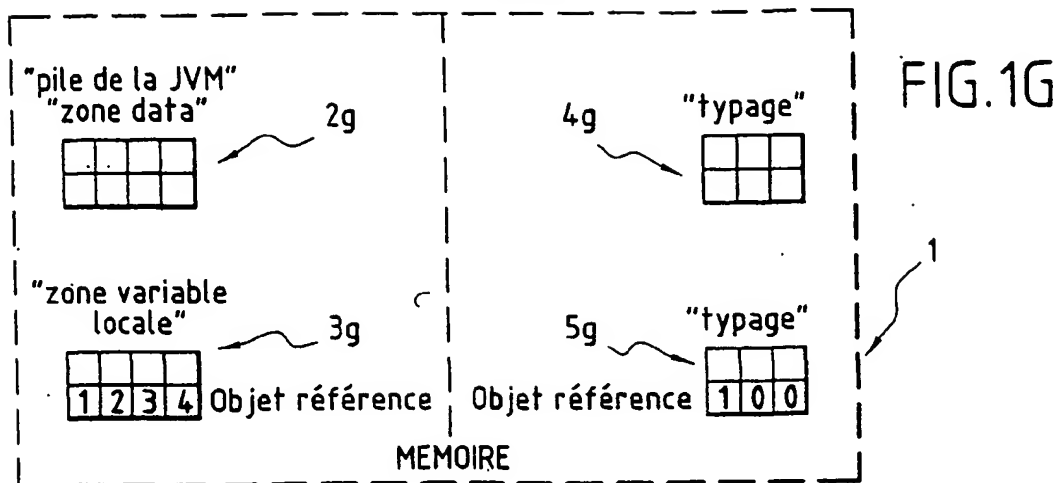 FIG.1G
"pile de la JVM"
"zone data"
2g
4g
"typage"
1
"zone variable
locale"
3g
5g
"typage"
1 2 3 4 Objet référence
Objet référence 1 0 0
MEMOIRE